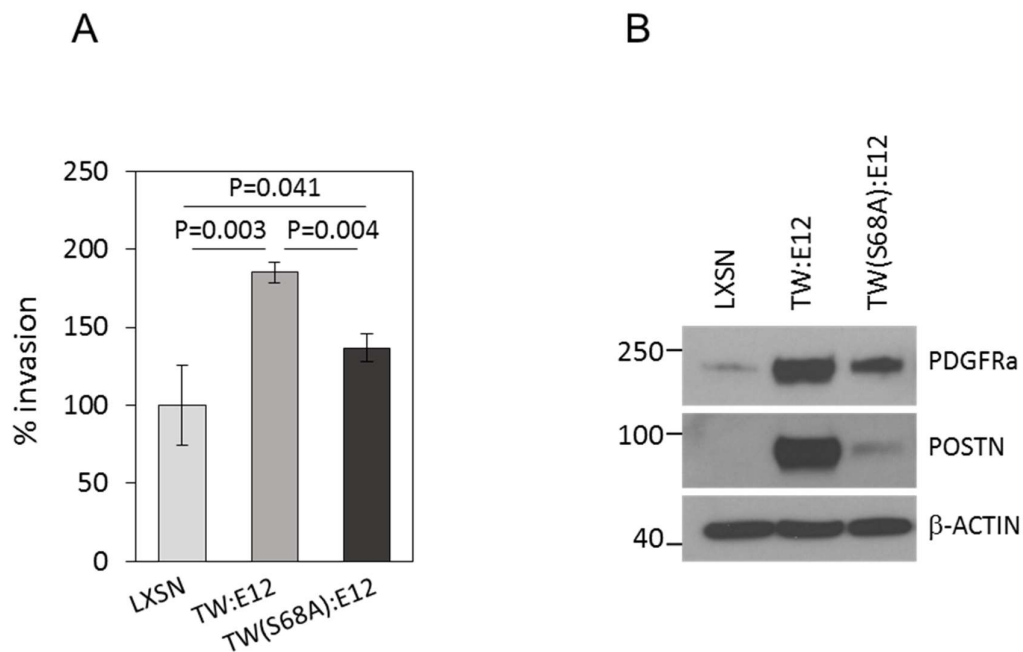 A
B
250
200
150
100
50
0
% invasion
P=0.041
P=0.003
P=0.004
LXSN
TW:E12
TW(S68A):E12
LXSN
TW:E12
TW(S68A):E12
250
PDGFRa
100
POSTN
40
β-ACTIN